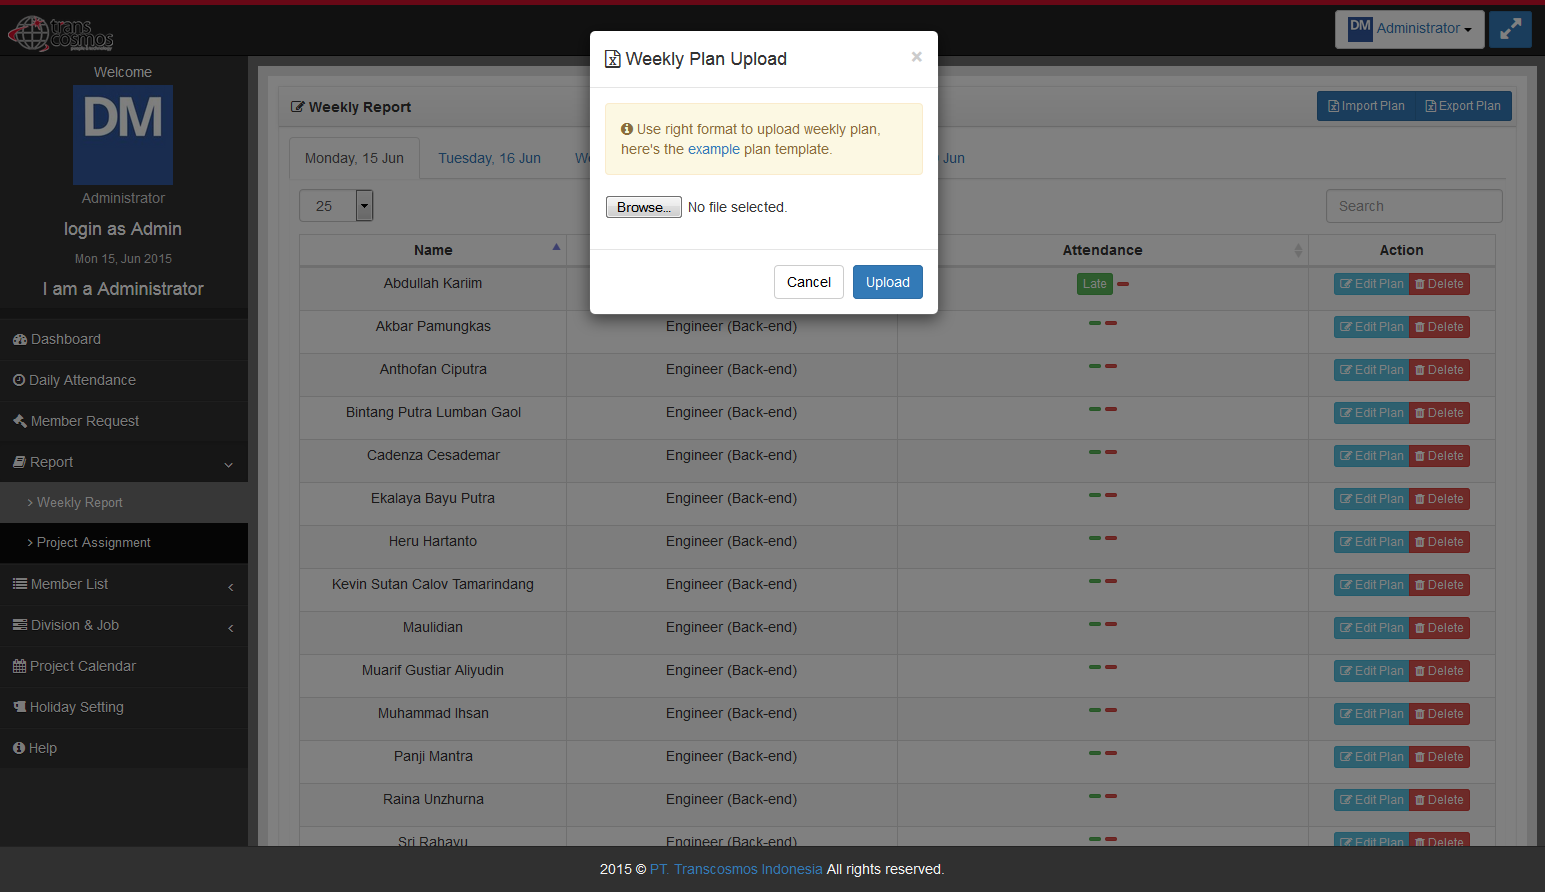 trans
cosmos
people & technology
DM Administrator
Welcome
DM
Administrator
login as Admin
Mon 15, Jun 2015
I am a Administrator
Dashboard
Daily Attendance
Member Request
Report
> Weekly Report
> Project Assignment
Member List
Division & Job
Project Calendar
Holiday Setting
Help
Weekly Plan Upload ×
Use right format to upload weekly plan,
here's the example plan template.
Browse... No file selected.
Cancel Upload
Weekly Report Import Plan Export Plan
Monday, 15 Jun Tuesday, 16 Jun Jun
25 Search
Name Attendance Action
Abdullah Kariim Late Edit Plan Delete
Akbar Pamungkas Engineer (Back-end) Edit Plan Delete
Anthofan Ciputra Engineer (Back-end) Edit Plan Delete
Bintang Putra Lumban Gaol Engineer (Back-end) Edit Plan Delete
Cadenza Cesademar Engineer (Back-end) Edit Plan Delete
Ekalaya Bayu Putra Engineer (Back-end) Edit Plan Delete
Heru Hartanto Engineer (Back-end) Edit Plan Delete
Kevin Sutan Calov Tamarindang Engineer (Back-end) Edit Plan Delete
Maulidian Engineer (Back-end) Edit Plan Delete
Muarif Gustiar Aliyudin Engineer (Back-end) Edit Plan Delete
Muhammad Ihsan Engineer (Back-end) Edit Plan Delete
Panji Mantra Engineer (Back-end) Edit Plan Delete
Raina Unzhurna Engineer (Back-end) Edit Plan Delete
Sri Rahayu Engineer (Back-end) Edit Plan Delete
2015 © PT. Transcosmos Indonesia All rights reserved.